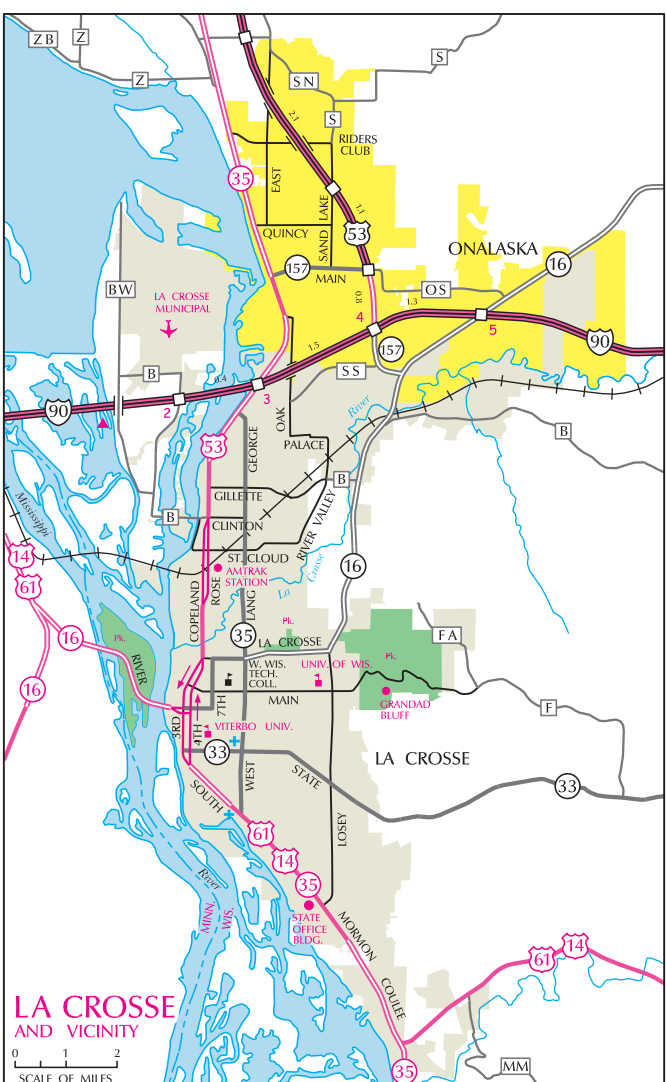 ZB
Z
Z
S
SN
2.1
S
RIDERS
CLUB
35
EAST
LAKE
SAND
1.1
53
QUINCY
ONALASKA
157
MAIN
16
BW
OS
0.8
1.3
LA CROSSE
MUNICIPAL
4
5
1.5
157
90
B
SS
0.4
90
2
3
OAK
River
53
GEORGE
PALACE
B
B
GILLETTE
Mississippi
B
CLINTON
RIVER VALLEY
ST. CLOUD
14
61
AMTRAK
STATION
La Crosse
16
COPELAND
ROSE
LANG
16
Pk.
RIVER
35
Pk.
LA CROSSE
FA
W. WIS.
TECH.
COLL.
UNIV. OF WIS.
Pk.
16
MAIN
GRANDAD
BLUFF
F
3RD
4TH
7TH
VITERBO UNIV.
33
LA CROSSE
WEST
STATE
33
SOUTH
61
LOSEY
14
River
35
MINN.
WIS.
STATE
OFFICE
BLDG.
MORMON
COULEE
61
14
LA CROSSE
AND VICINITY
0 1 2
SCALE OF MILES
35
MM